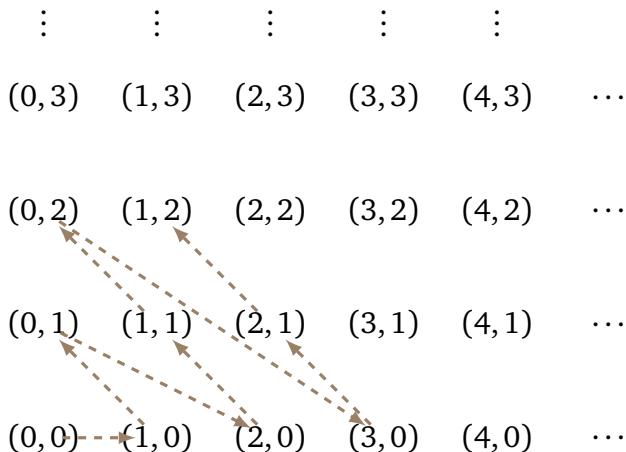 ⋮ ⋮ ⋮ ⋮ ⋮
(0, 3) (1, 3) (2, 3) (3, 3) (4, 3) ⋯
(0, 2) (1, 2) (2, 2) (3, 2) (4, 2) ⋯
(0, 1) (1, 1) (2, 1) (3, 1) (4, 1) ⋯
(0, 0) (1, 0) (2, 0) (3, 0) (4, 0) ⋯